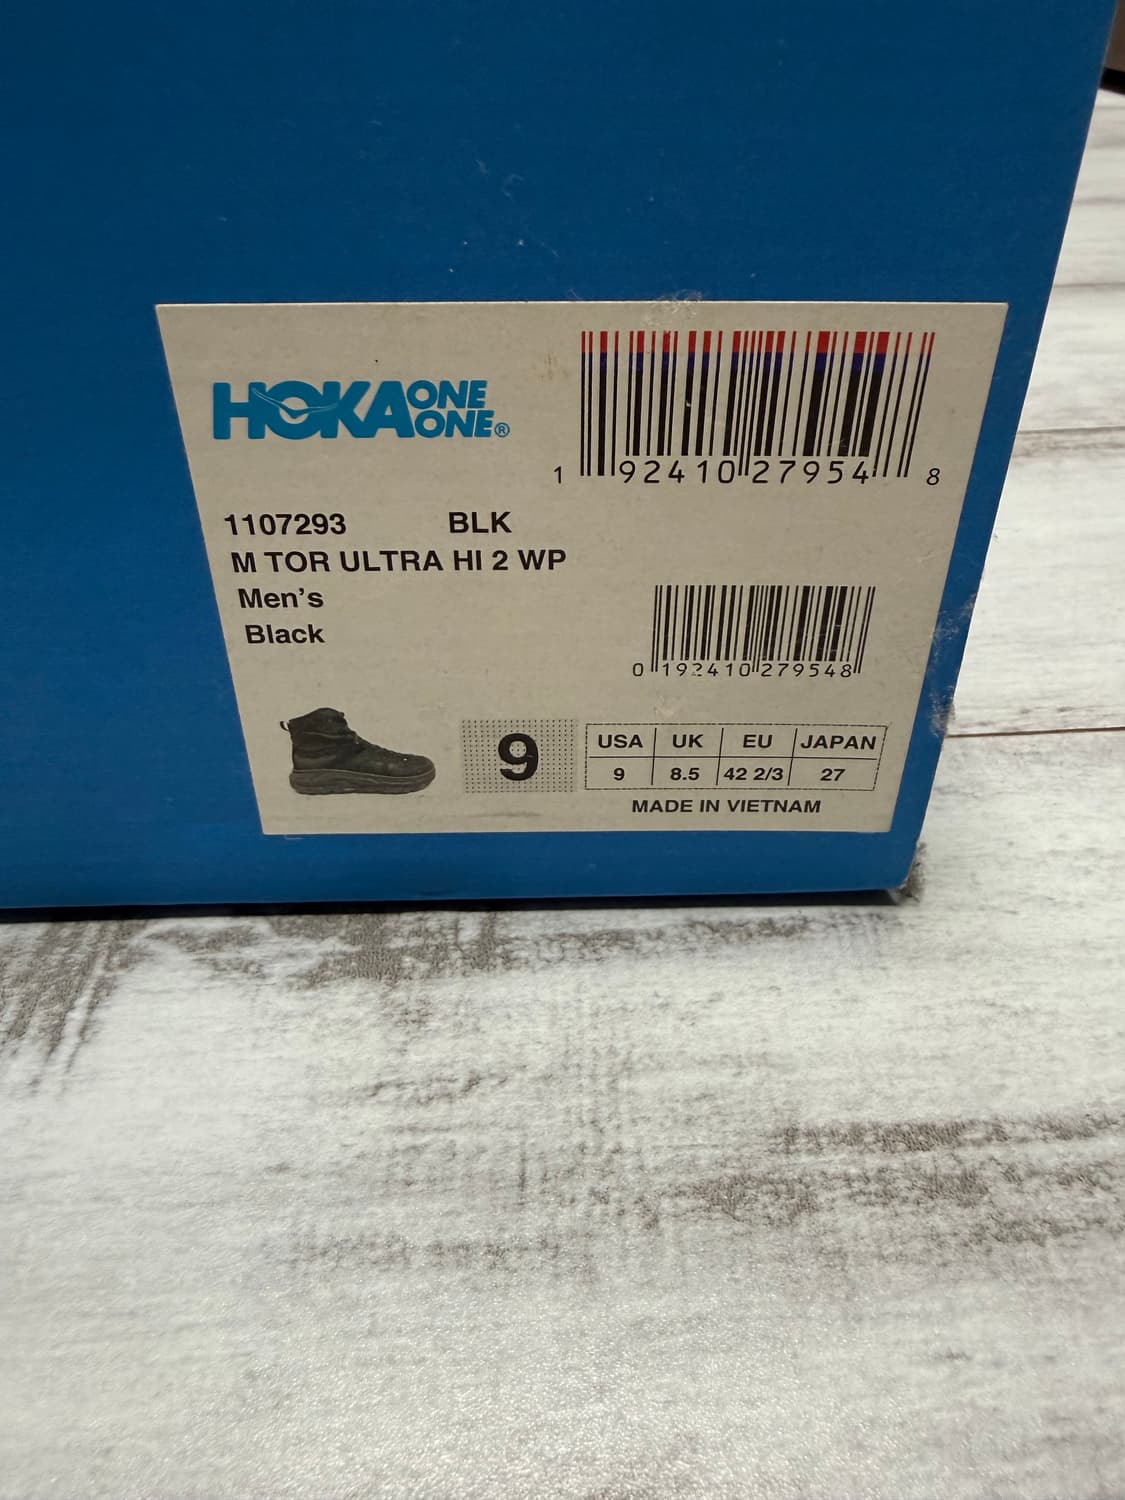 HOKA ONE ONE®
1 92410 27954 8
1107293 BLK
M TOR ULTRA HI 2 WP
Men's
Black
0 192410 279548
9
USA UK EU JAPAN
9 8.5 42 2/3 27
MADE IN VIETNAM